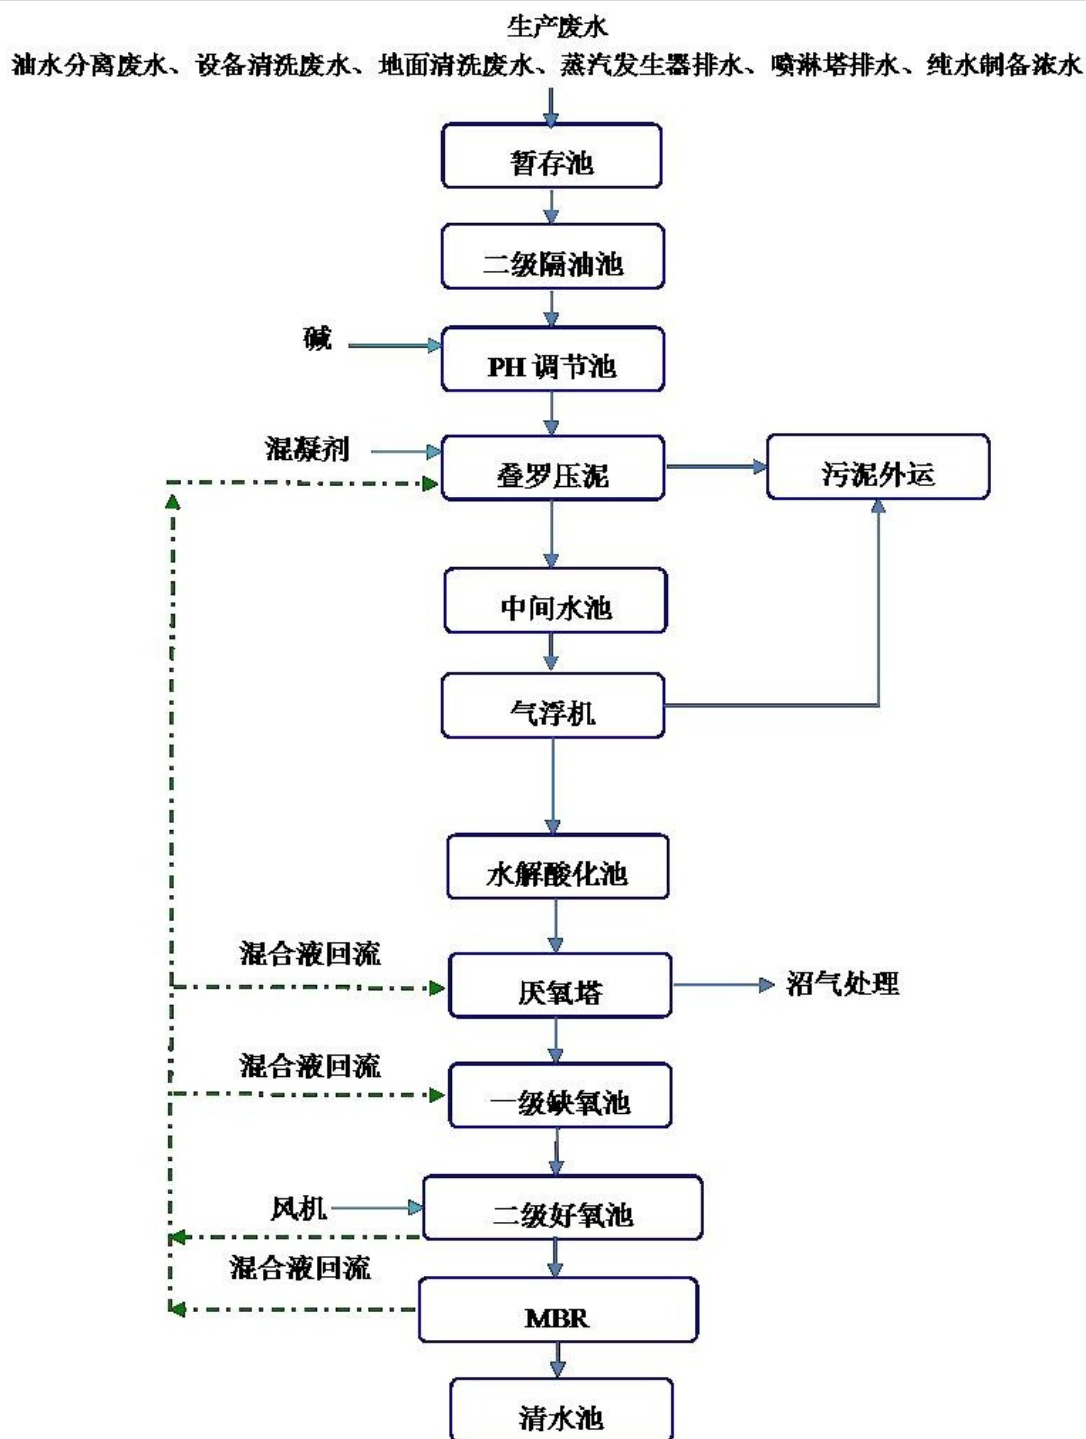 生产废水
油水分离废水、设备清洗废水、地面清洗废水、蒸汽发生器排水、喷淋塔排水、纯水制备浓水
暂存池
二级隔油池
碱
PH 调节池
混凝剂
叠罗压泥
污泥外运
中间水池
气浮机
水解酸化池
混合液回流
厌氧塔
沼气处理
混合液回流
一级缺氧池
风机
二级好氧池
混合液回流
MBR
清水池